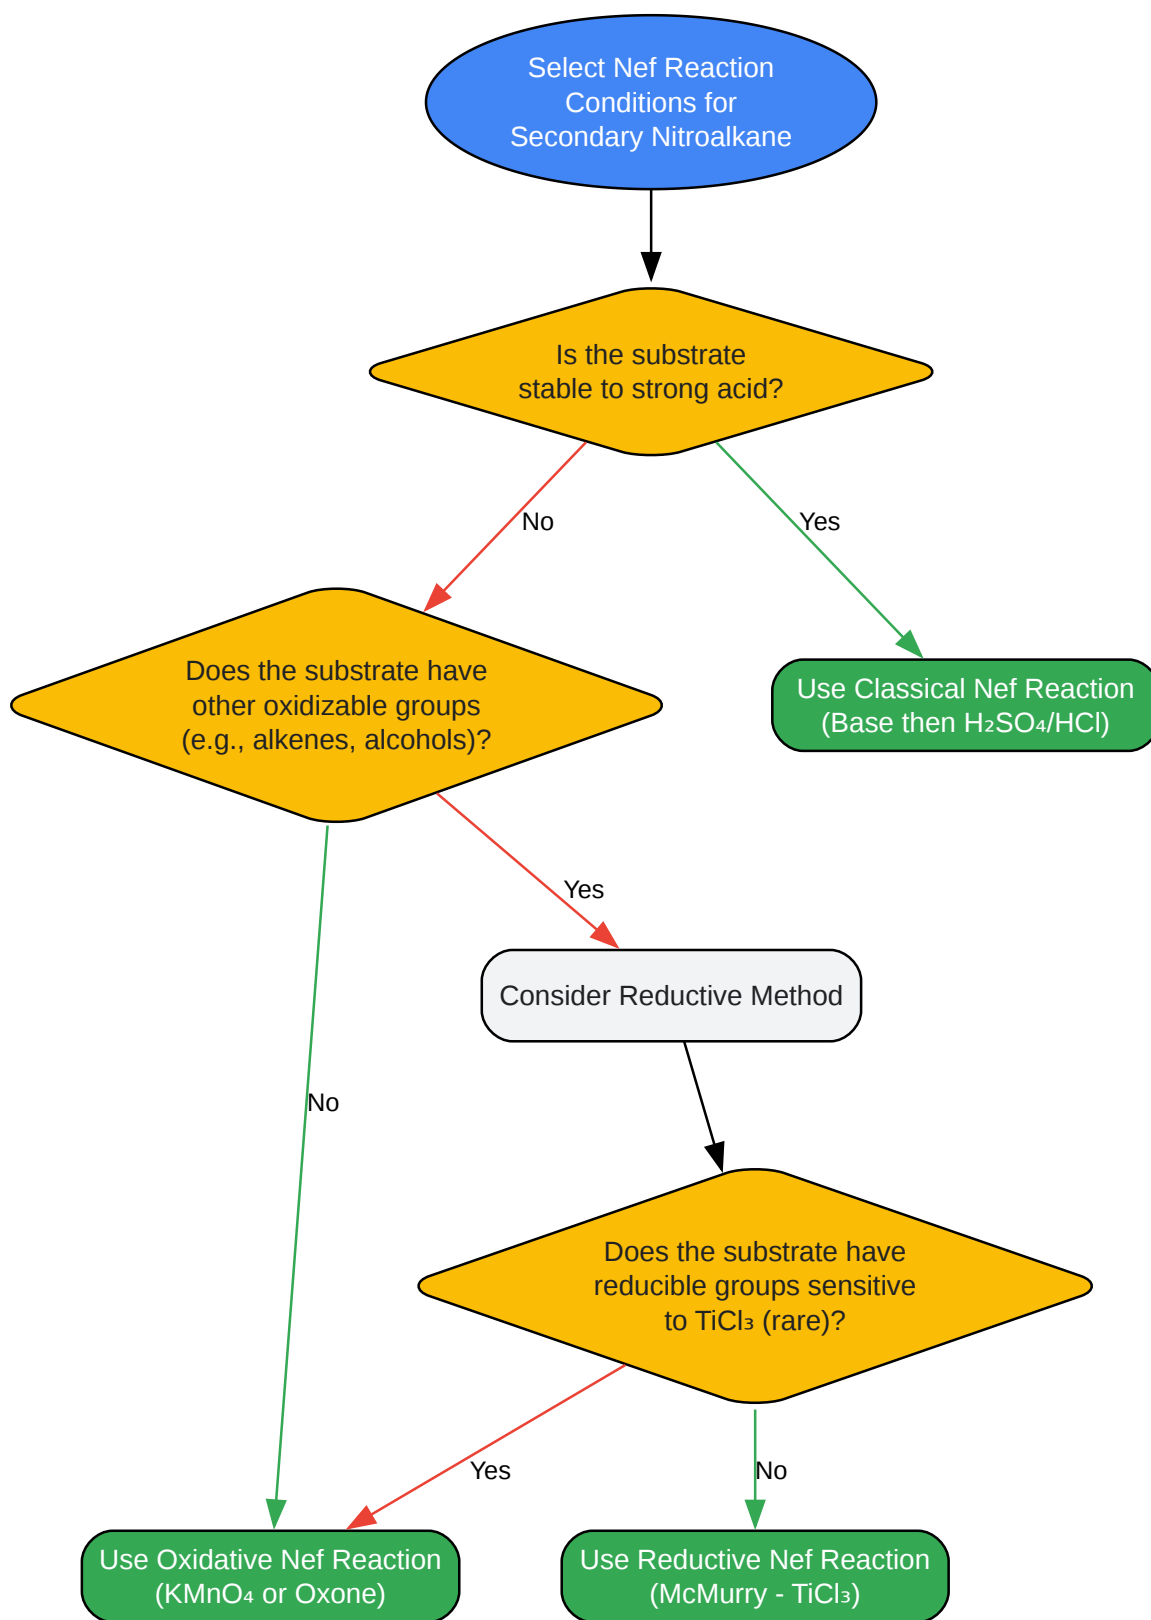 Select Nef Reaction
Conditions for
Secondary Nitroalkane
Is the substrate
stable to strong acid?
No
Yes
Does the substrate have
other oxidizable groups
(e.g., alkenes, alcohols)?
Use Classical Nef Reaction
(Base then H₂SO₄/HCl)
Yes
Consider Reductive Method
No
Does the substrate have
reducible groups sensitive
to TiCl₃ (rare)?
Yes
No
Use Oxidative Nef Reaction
(KMnO₄ or Oxone)
Use Reductive Nef Reaction
(McMurry - TiCl₃)